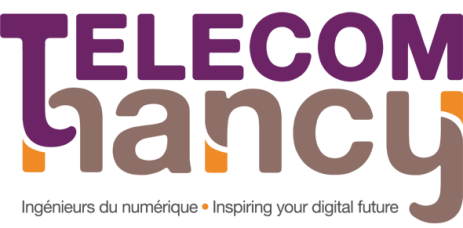 TELECOM
nancy
Ingénieurs du numérique • Inspiring your digital future